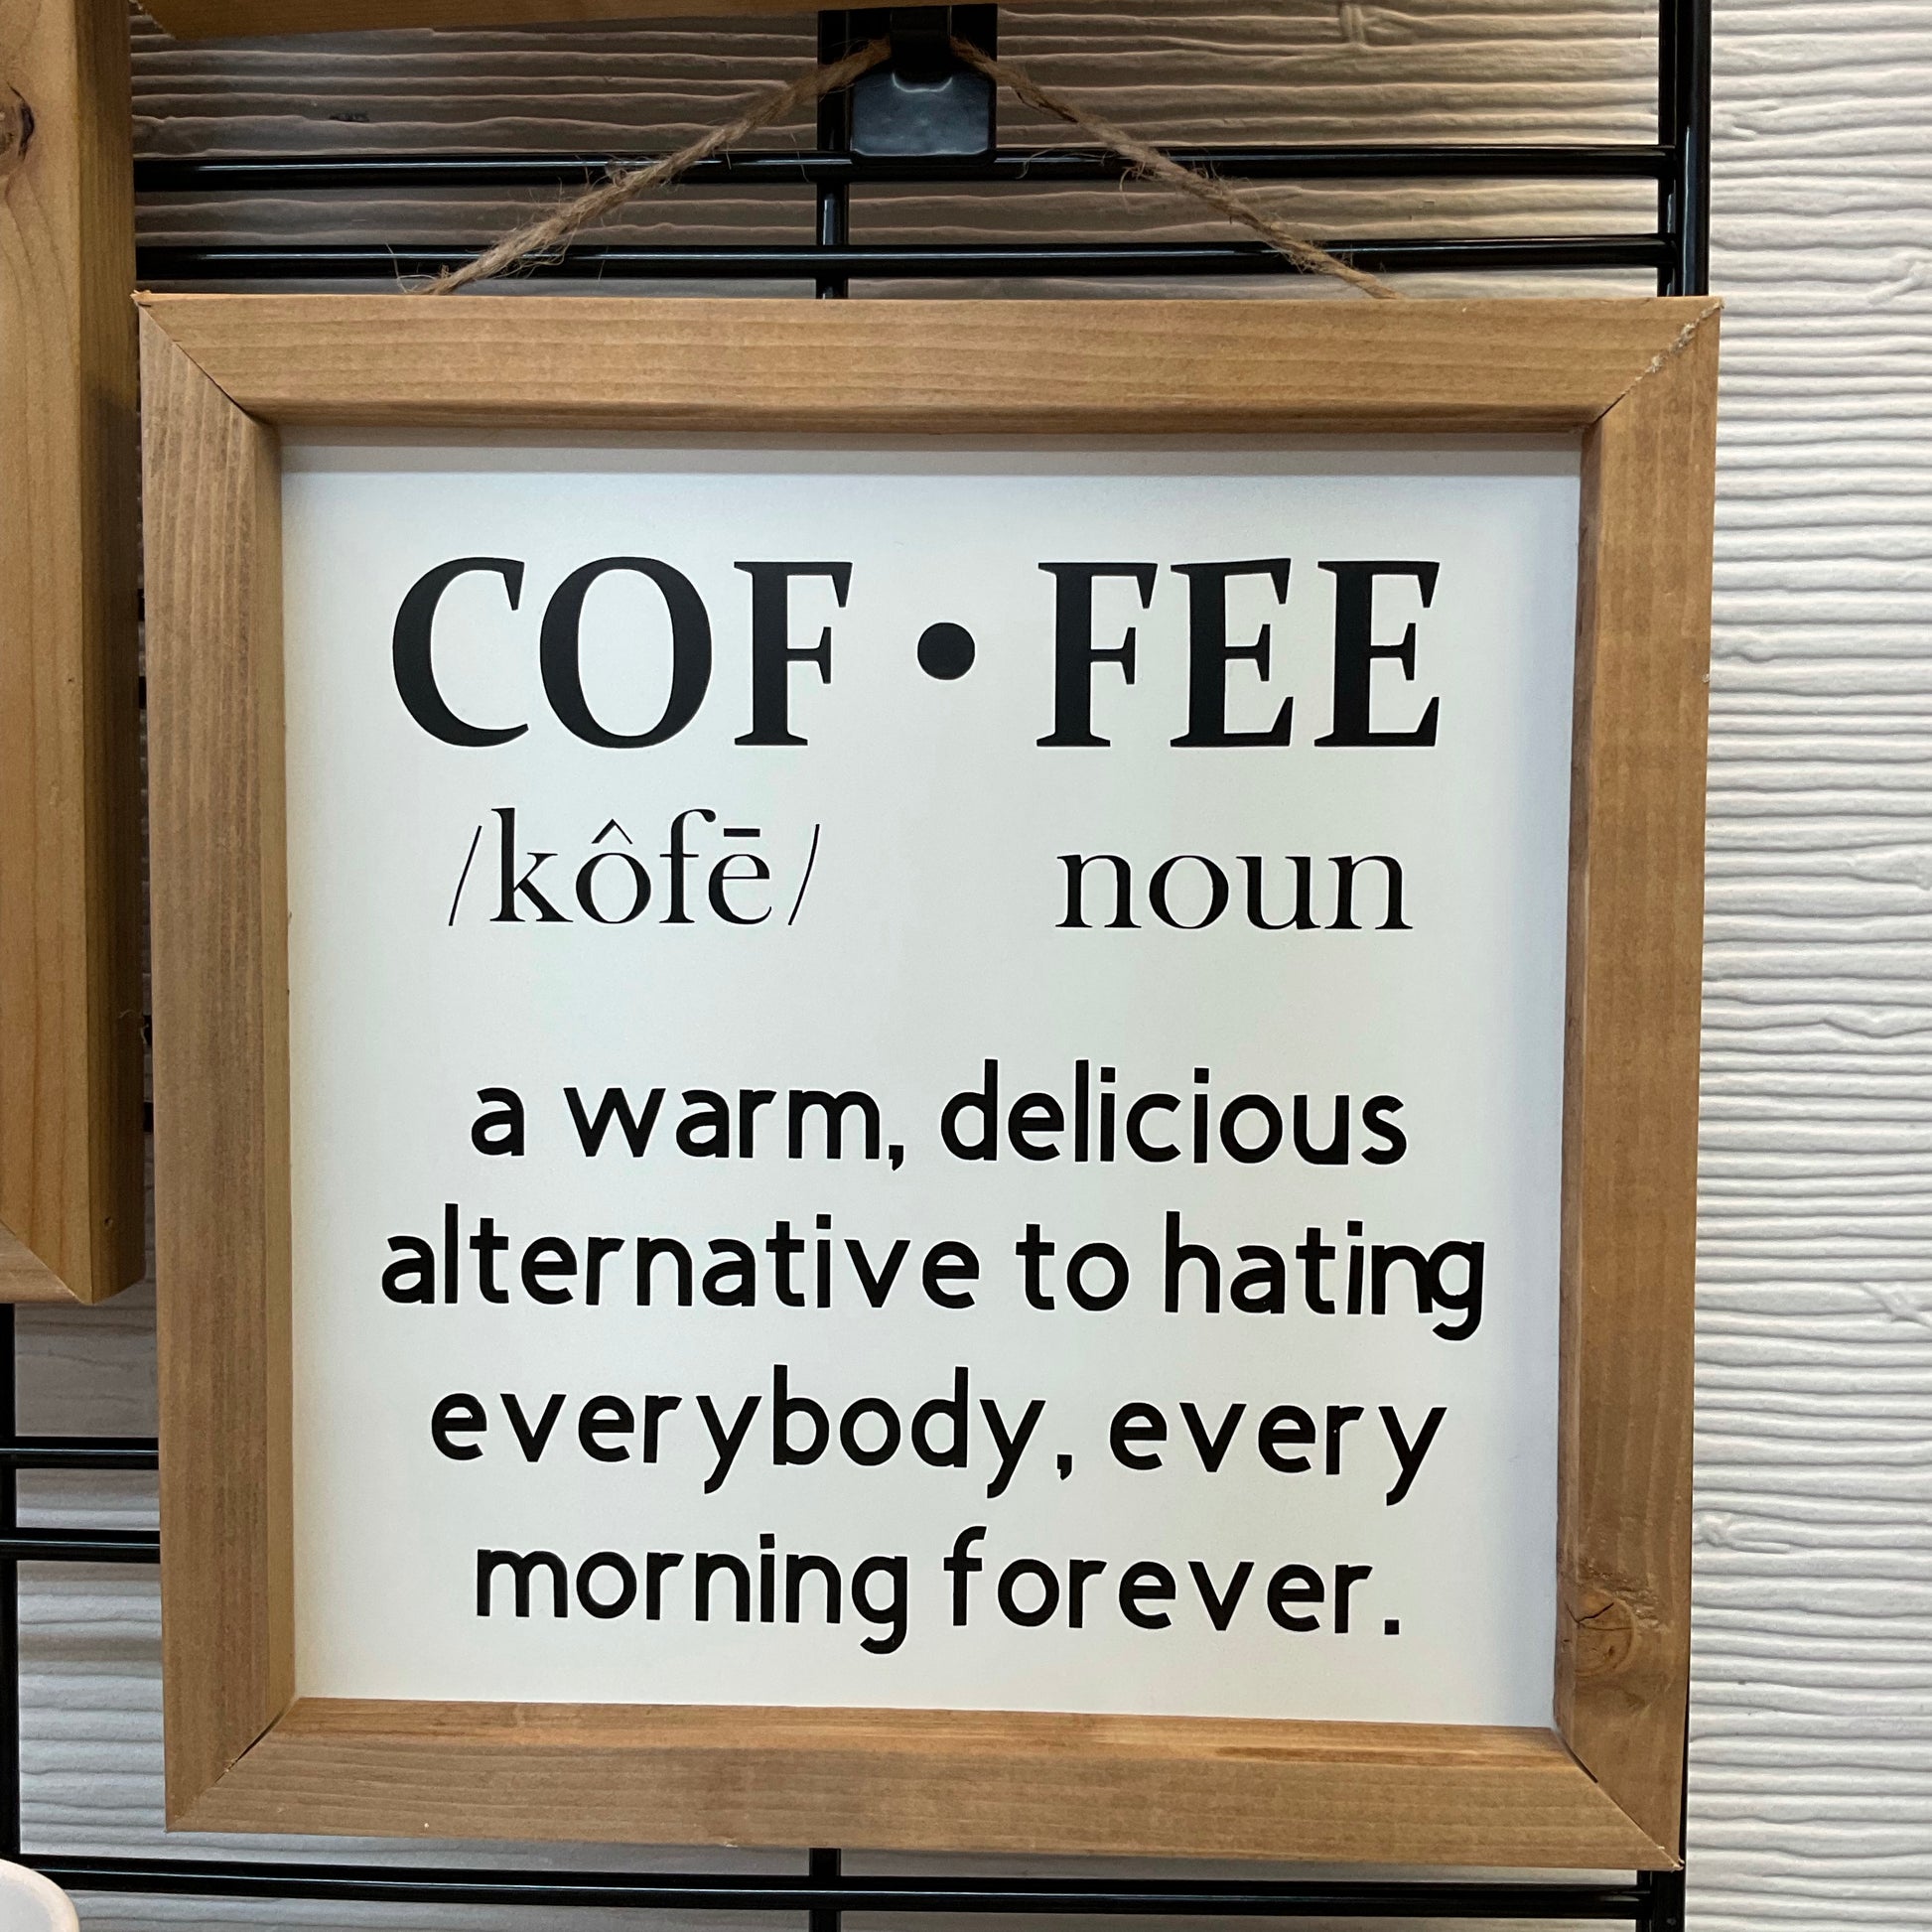 COF • FEE
/kôfē/ noun
a warm, delicious
alternative to hating
everybody, every
morning forever.